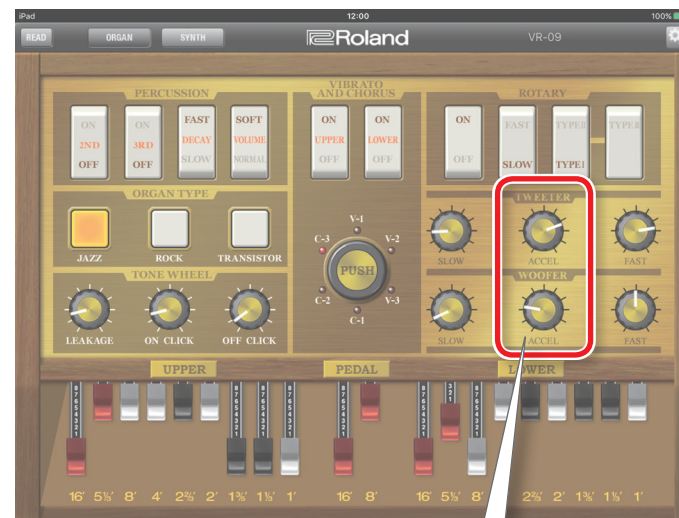 iPad 12:00 100%
READ ORGAN SYNTH Roland VR-09
PERCUSSION VIBRATO AND CHORUS ROTARY
ON ON FAST SOFT ON ON ON FAST TYPEII TYPEIII
2ND 3RD DECAY VOLUME UPPER LOWER
OFF OFF SLOW NORMAL OFF OFF OFF SLOW TYPEI
ORGAN TYPE
JAZZ ROCK TRANSISTOR
TWEETER
SLOW ACCEL FAST
V-1
C-3 V-2
PUSH
C-2 V-3
C-1
TONE WHEEL
LEAKAGE ON CLICK OFF CLICK
WOOFER
SLOW ACCEL FAST
UPPER PEDAL LOWER
16' 5⅓' 8' 4' 2⅔' 2' 1⅗' 1⅓' 1' 16' 8' 16' 5⅓' 8' 2⅔' 2' 1⅗' 1⅓' 1'